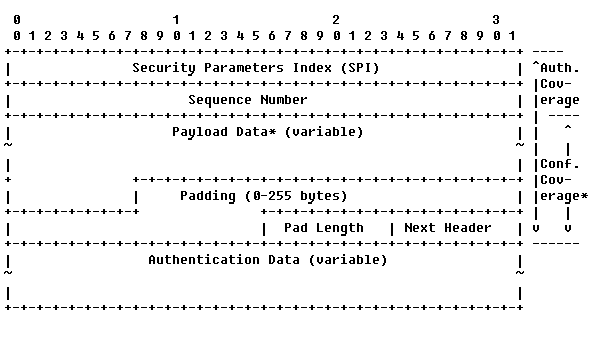 0                   1                   2                   3
0 1 2 3 4 5 6 7 8 9 0 1 2 3 4 5 6 7 8 9 0 1 2 3 4 5 6 7 8 9 0 1
Security Parameters Index (SPI) ^Auth.
Cov-
Sequence Number erage
Payload Data* (variable) ^
Conf.
Cov-
Padding (0-255 bytes) erage*
Pad Length Next Header v v
Authentication Data (variable)